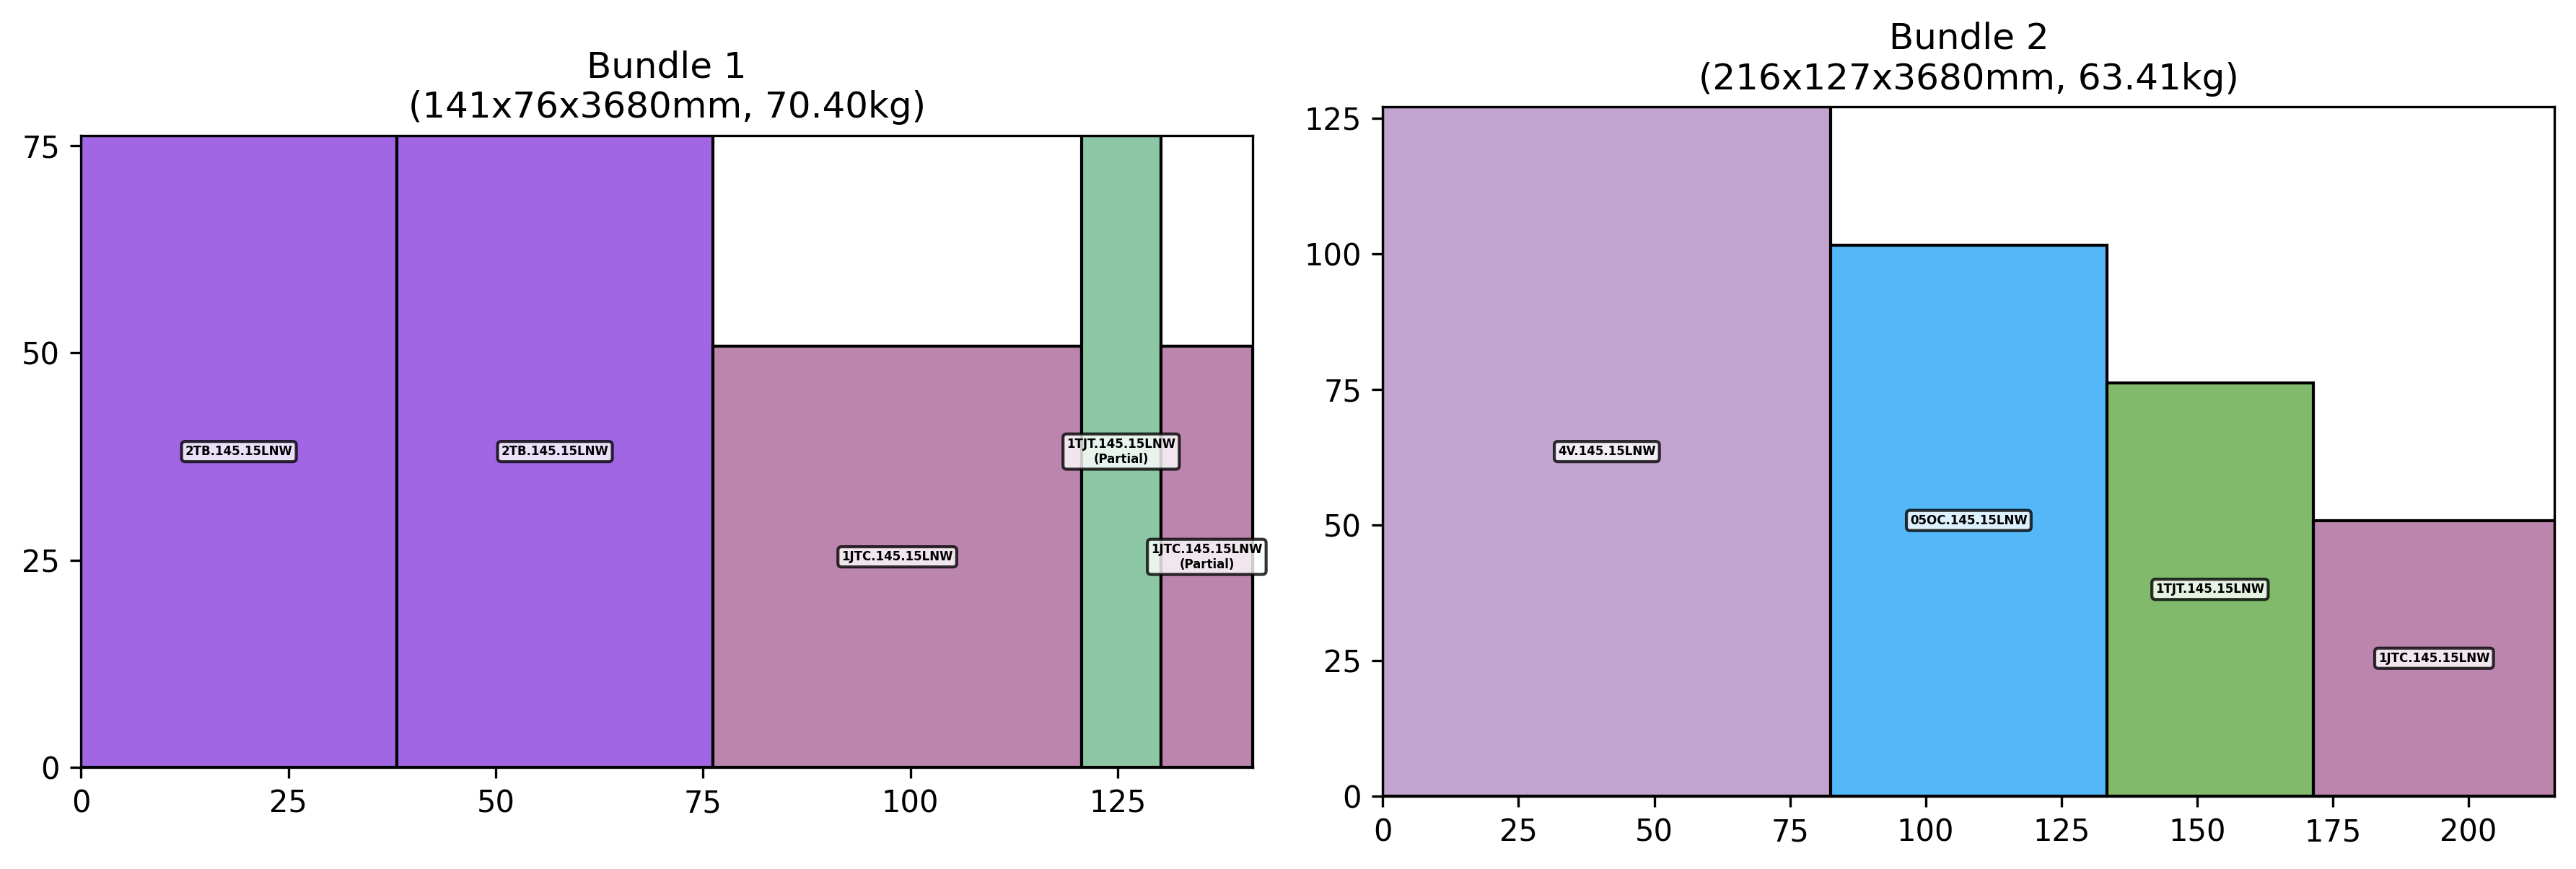 Bundle 1
(141x76x3680mm, 70.40kg)
75
50
25
0
0 25 50 75 100 125
2TB.145.15LNW
2TB.145.15LNW
1JTC.145.15LNW
1TJT.145.15LNW
(Partial)
1JTC.145.15LNW
(Partial)
Bundle 2
(216x127x3680mm, 63.41kg)
125
100
75
50
25
0
0 25 50 75 100 125 150 175 200
4V.145.15LNW
05OC.145.15LNW
1TJT.145.15LNW
1JTC.145.15LNW